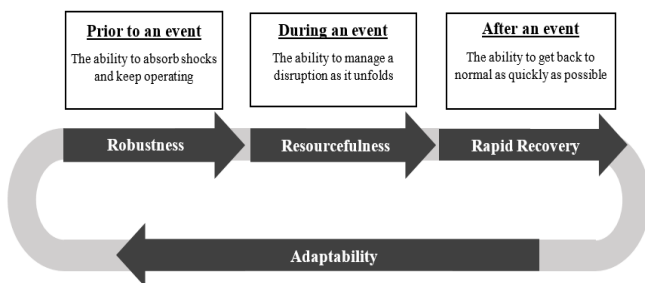 Prior to an event
The ability to absorb shocks
and keep operating
During an event
The ability to manage a
disruption as it unfolds
After an event
The ability to get back to
normal as quickly as possible
Robustness
Resourcefulness
Rapid Recovery
Adaptability